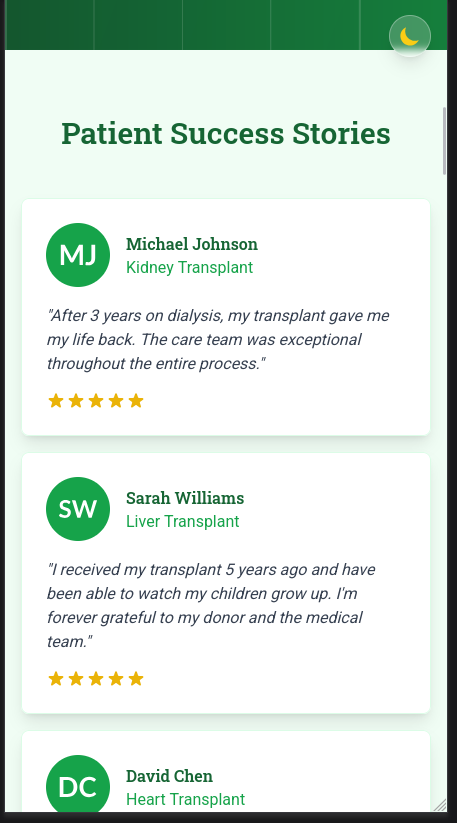 Patient Success Stories
MJ
Michael Johnson
Kidney Transplant
"After 3 years on dialysis, my transplant gave me
my life back. The care team was exceptional
throughout the entire process."
SW
Sarah Williams
Liver Transplant
"I received my transplant 5 years ago and have
been able to watch my children grow up. I'm
forever grateful to my donor and the medical
team."
DC
David Chen
Heart Transplant